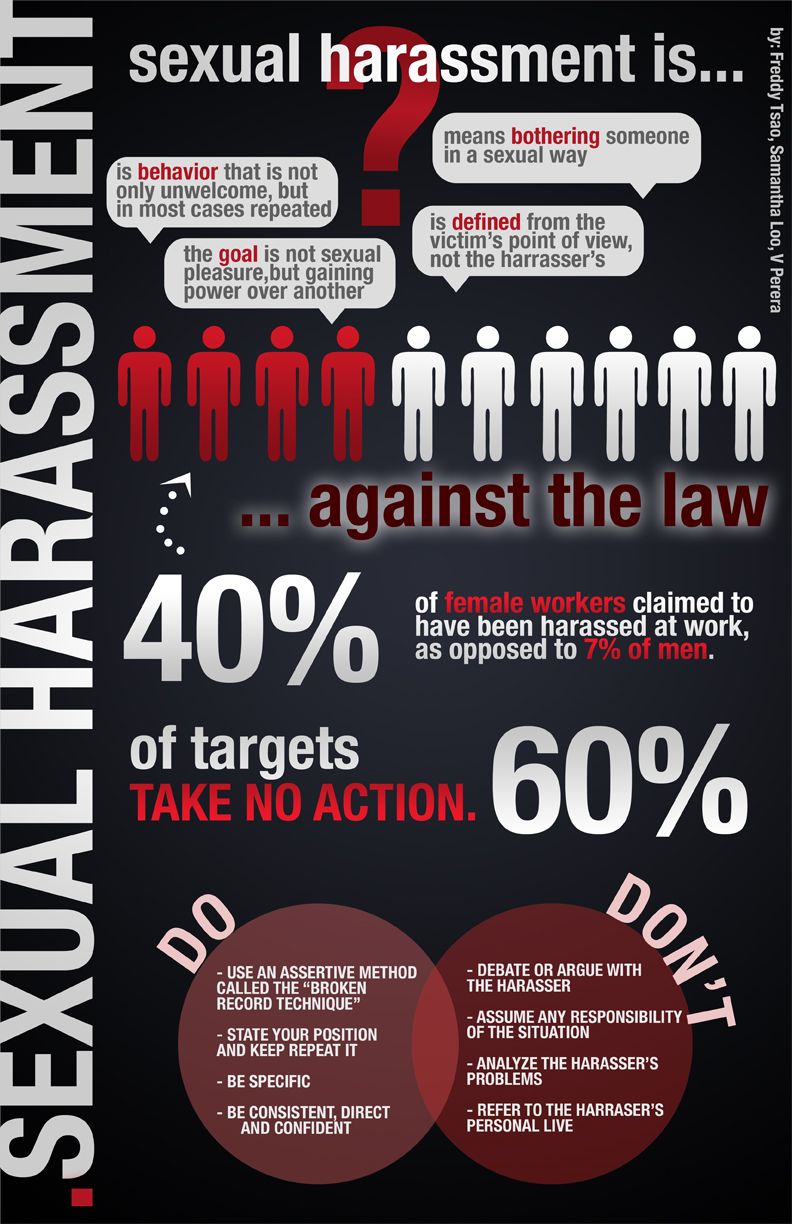 .SEXUAL HARASSMENT
sexual harassment is...
?
by: Freddy Tsao, Samantha Loo, V Perera
means bothering someone
in a sexual way
is behavior that is not
only unwelcome, but
in most cases repeated
is defined from the
victim's point of view,
not the harrasser's
the goal is not sexual
pleasure,but gaining
power over another
... against the law
40%
of female workers claimed to
have been harassed at work,
as opposed to 7% of men.
of targets
TAKE NO ACTION.
60%
DO
- USE AN ASSERTIVE METHOD
CALLED THE "BROKEN
RECORD TECHNIQUE"
- STATE YOUR POSITION
AND KEEP REPEAT IT
- BE SPECIFIC
- BE CONSISTENT, DIRECT
AND CONFIDENT
DON'T
- DEBATE OR ARGUE WITH
THE HARASSER
- ASSUME ANY RESPONSIBILITY
OF THE SITUATION
- ANALYZE THE HARASSER'S
PROBLEMS
- REFER TO THE HARRASER'S
PERSONAL LIVE